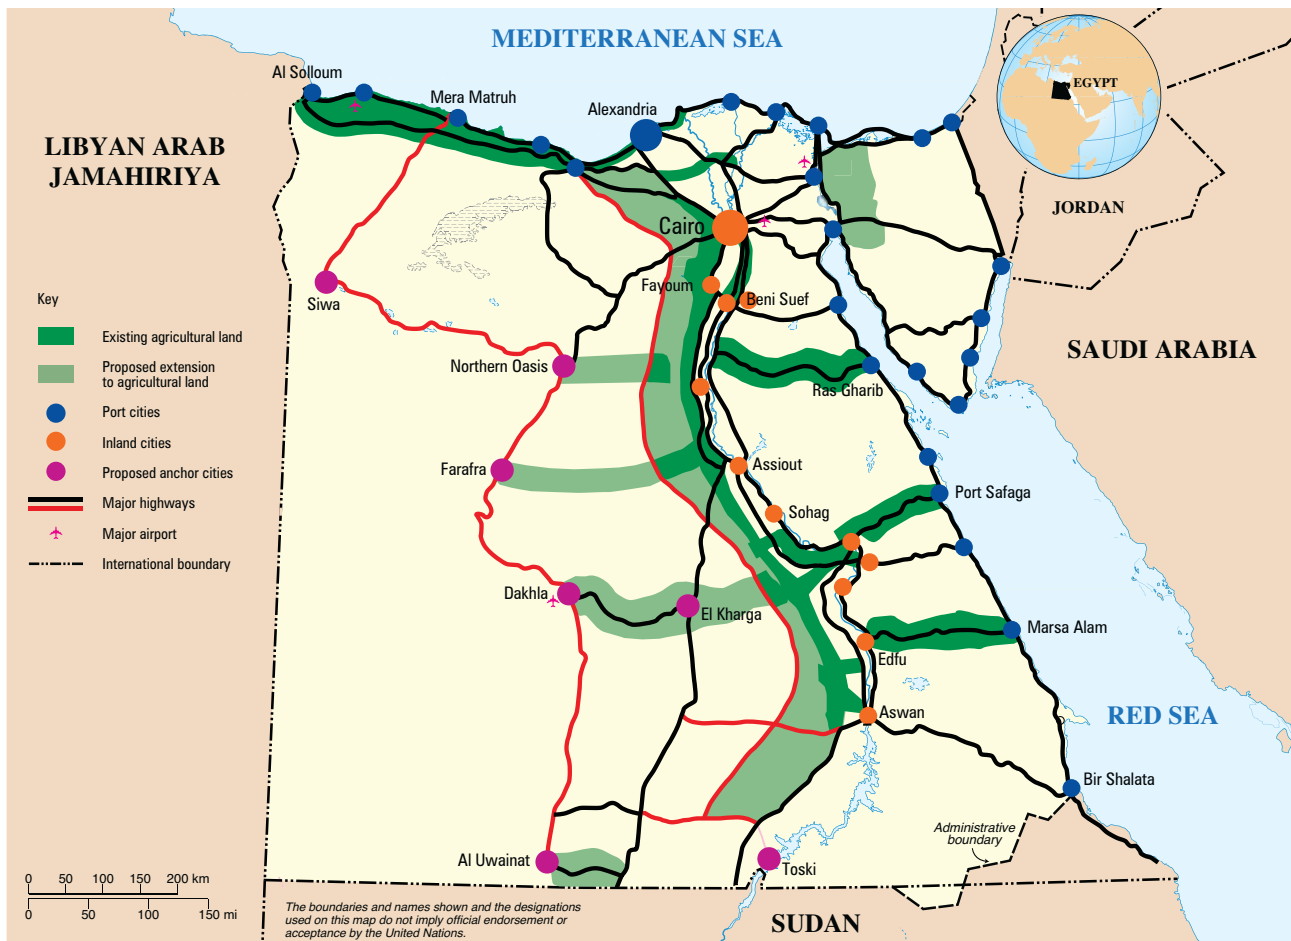 MEDITERRANEAN SEA
Al Solloum
Mera Matruh
Alexandria
EGYPT
LIBYAN ARAB
JAMAHIRIYA
JORDAN
Cairo
Siwa
Fayoum
Beni Suef
Key
Existing agricultural land
Proposed extension
to agricultural land
Port cities
Inland cities
Proposed anchor cities
Major highways
Major airport
International boundary
Northern Oasis
Ras Gharib
SAUDI ARABIA
Farafra
Assiout
Port Safaga
Sohag
Dakhla
El Kharga
Marsa Alam
Edfu
Aswan
RED SEA
Bir Shalata
Administrative
boundary
Al Uwainat
Toski
0 50 100 150 200 km
0 50 100 150 mi
The boundaries and names shown and the designations
used on this map do not imply official endorsement or
acceptance by the United Nations.
SUDAN